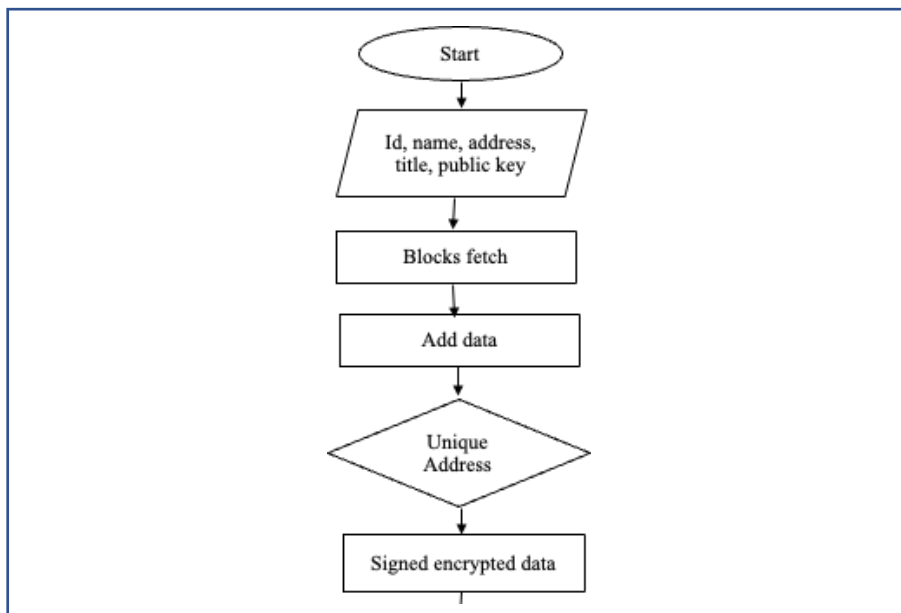 Start
Id, name, address,
title, public key
Blocks fetch
Add data
Unique
Address
Signed encrypted data